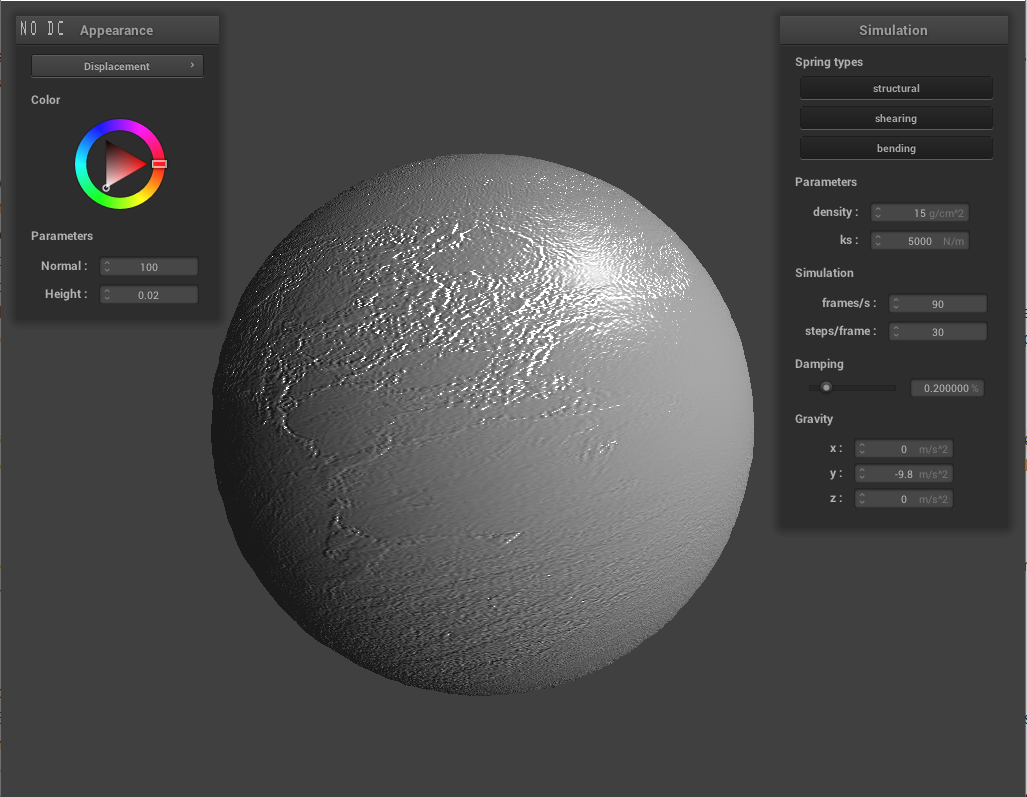 NO DC
Appearance
Displacement
Color
Parameters
Normal : 100
Height : 0.02
Simulation
Spring types
structural
shearing
bending
Parameters
density : 15 g/cm^2
ks : 5000 N/m
Simulation
frames/s : 90
steps/frame : 30
Damping
0.200000 %
Gravity
x : 0 m/s^2
y : -9.8 m/s^2
z : 0 m/s^2